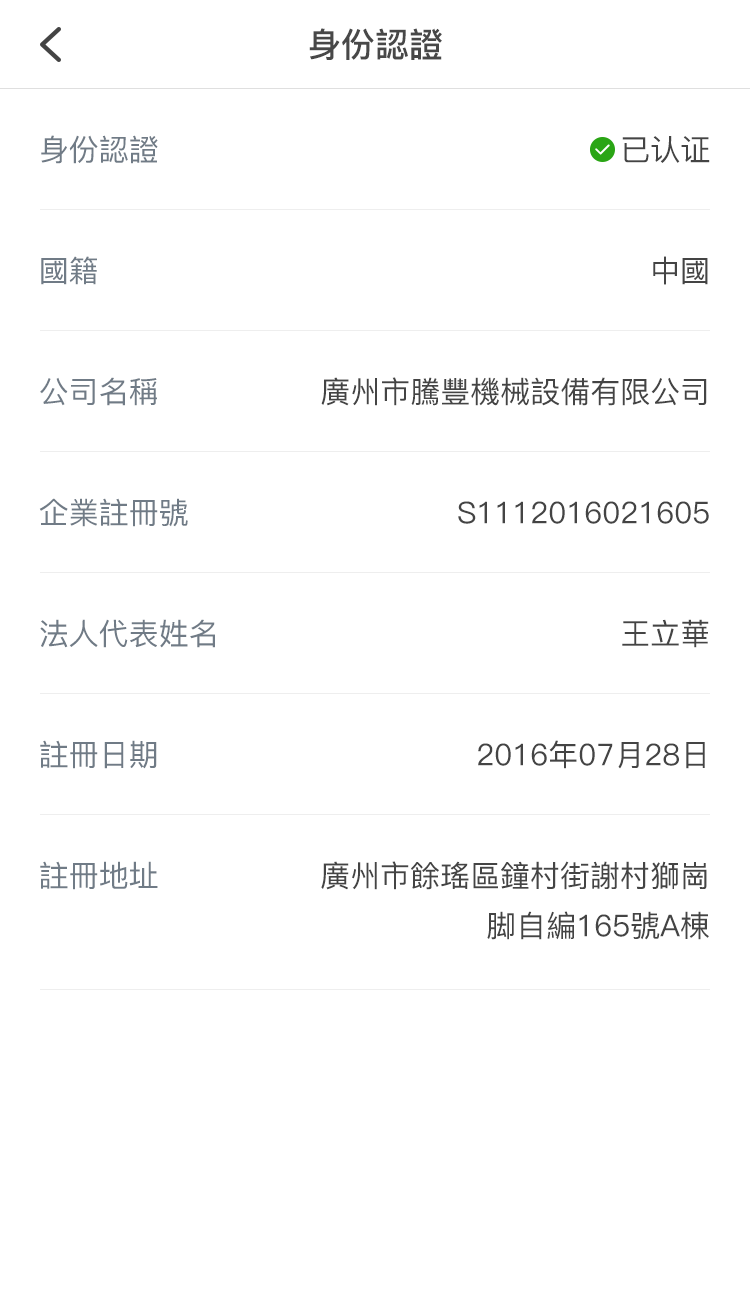 身份認證
身份認證 已认证
國籍 中國
公司名稱 廣州市騰豐機械設備有限公司
企業註冊號 S1112016021605
法人代表姓名 王立華
註冊日期 2016年07月28日
註冊地址 廣州市餘瑤區鐘村街謝村獅崗
脚自編165號A棟